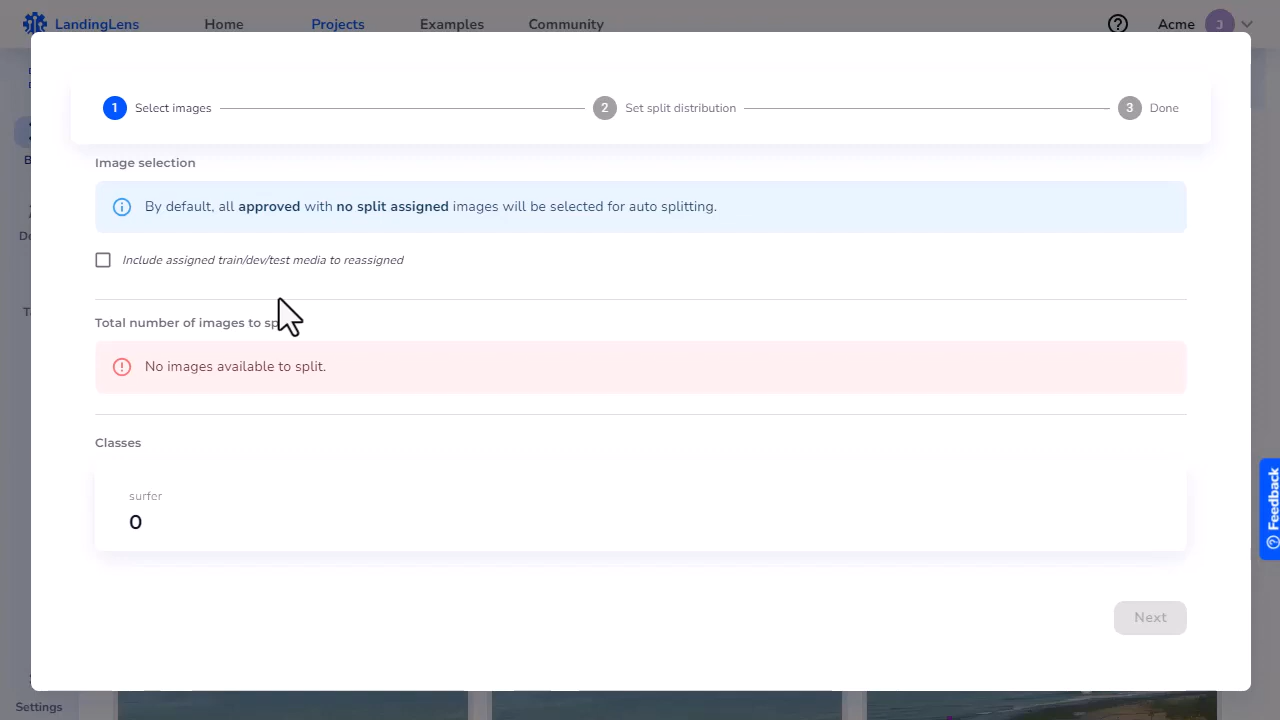 LandingLens
Home
Projects
Examples
Community
Acme
J
1
Select images
2
Set split distribution
3
Done
Image selection
By default, all approved with no split assigned images will be selected for auto splitting.
Include assigned train/dev/test media to reassigned
Total number of images to
No images available to split.
Classes
surfer
0
Next
Feedback
Settings